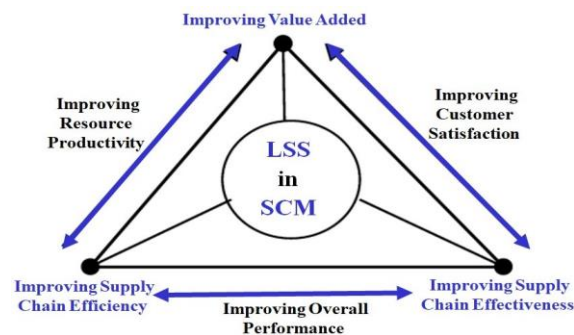 Improving Value Added
Improving
Resource
Productivity
Improving
Customer
Satisfaction
LSS
in
SCM
Improving Supply
Chain Efficiency
Improving Overall
Performance
Improving Supply
Chain Effectiveness